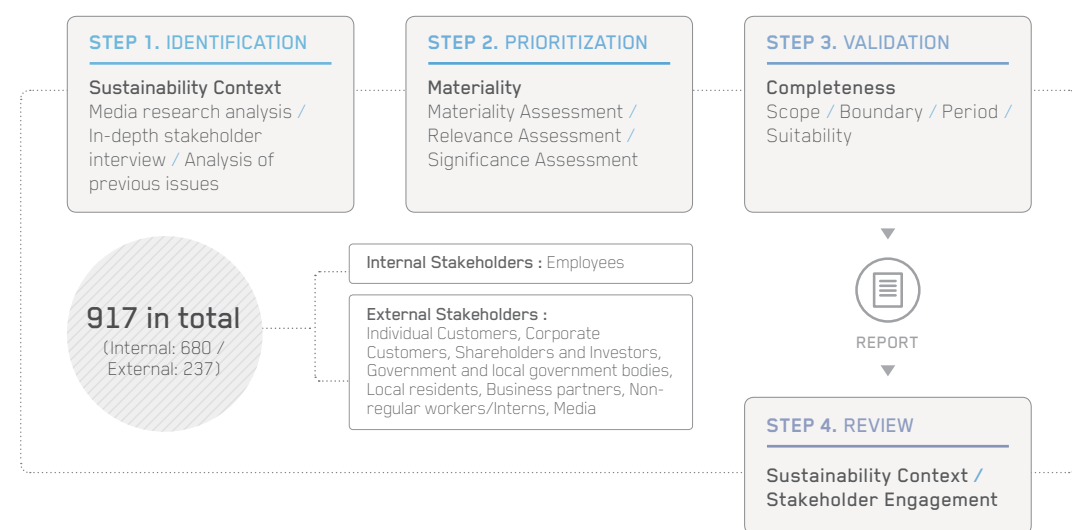 STEP 1. IDENTIFICATION
Sustainability Context
Media research analysis /
In-depth stakeholder
interview / Analysis of
previous issues
STEP 2. PRIORITIZATION
Materiality
Materiality Assessment /
Relevance Assessment /
Significance Assessment
STEP 3. VALIDATION
Completeness
Scope / Boundary / Period /
Suitability
917 in total
(Internal: 680 /
External: 237)
Internal Stakeholders : Employees
External Stakeholders :
Individual Customers, Corporate
Customers, Shareholders and Investors,
Government and local government bodies,
Local residents, Business partners, Non-
regular workers/Interns, Media
REPORT
STEP 4. REVIEW
Sustainability Context /
Stakeholder Engagement